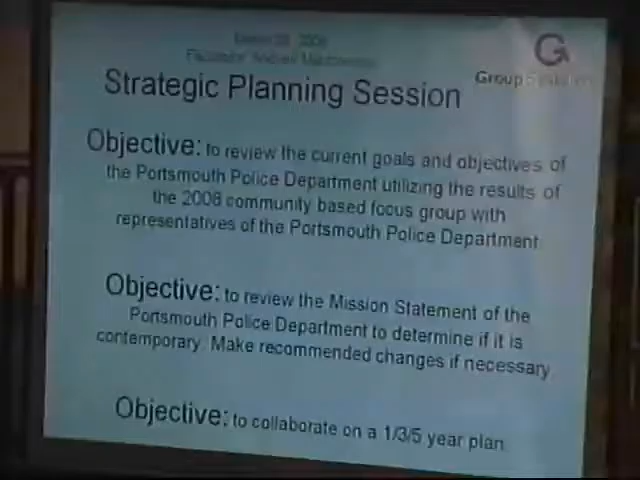 Strategic Planning Session
Group
Objective: to review the current goals and objectives of
the Portsmouth Police Department utilizing the results of
the 2008 community based focus group with
representatives of the Portsmouth Police Department
Objective: to review the Mission Statement of the
Portsmouth Police Department to determine if it is
contemporary. Make recommended changes if necessary
Objective: to collaborate on a 1/3/5 year plan